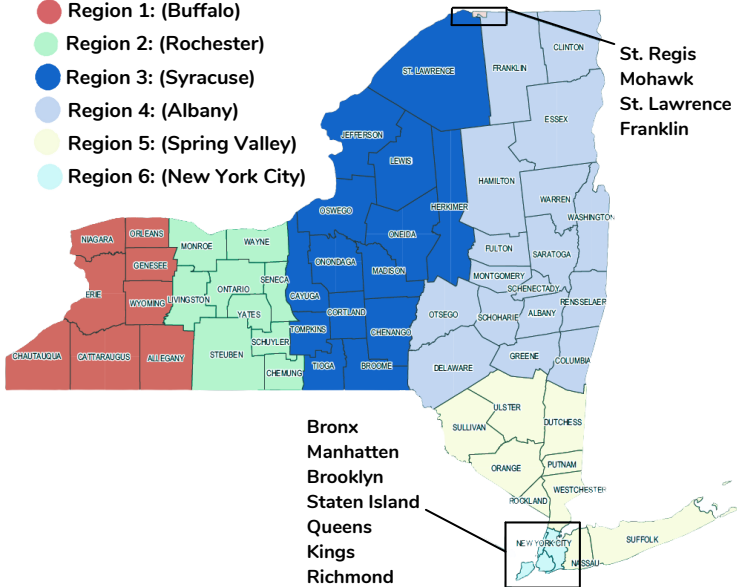 Region 1: (Buffalo)
Region 2: (Rochester)
Region 3: (Syracuse)
Region 4: (Albany)
Region 5: (Spring Valley)
Region 6: (New York City)
St. Regis
Mohawk
St. Lawrence
Franklin
CLINTON
FRANKLIN
ST. LAWRENCE
ESSEX
JEFFERSON
LEWIS
HAMILTON
WARREN
WASHINGTON
HERKIMER
OSWEGO
ONEIDA
FULTON
SARATOGA
NIAGARA
ORLEANS
MONROE
WAYNE
GENESEE
ONONDAGA
MADISON
MONTGOMERY
SCHENECTADY
RENSSELAER
ERIE
WYOMING
LIVINGSTON
ONTARIO
SENECA
YATES
CAYUGA
CORTLAND
OTSEGO
SCHOHARIE
ALBANY
TOMPKINS
CHENANGO
SCHUYLER
CHAUTAUQUA
CATTARAUGUS
ALLEGANY
STEUBEN
CHEMUNG
TIOGA
BROOME
DELAWARE
GREENE
COLUMBIA
ULSTER
SULLIVAN
DUTCHESS
ORANGE
PUTNAM
WESTCHESTER
ROCKLAND
NEW YORK CITY
NASSAU
SUFFOLK
Bronx
Manhatten
Brooklyn
Staten Island
Queens
Kings
Richmond